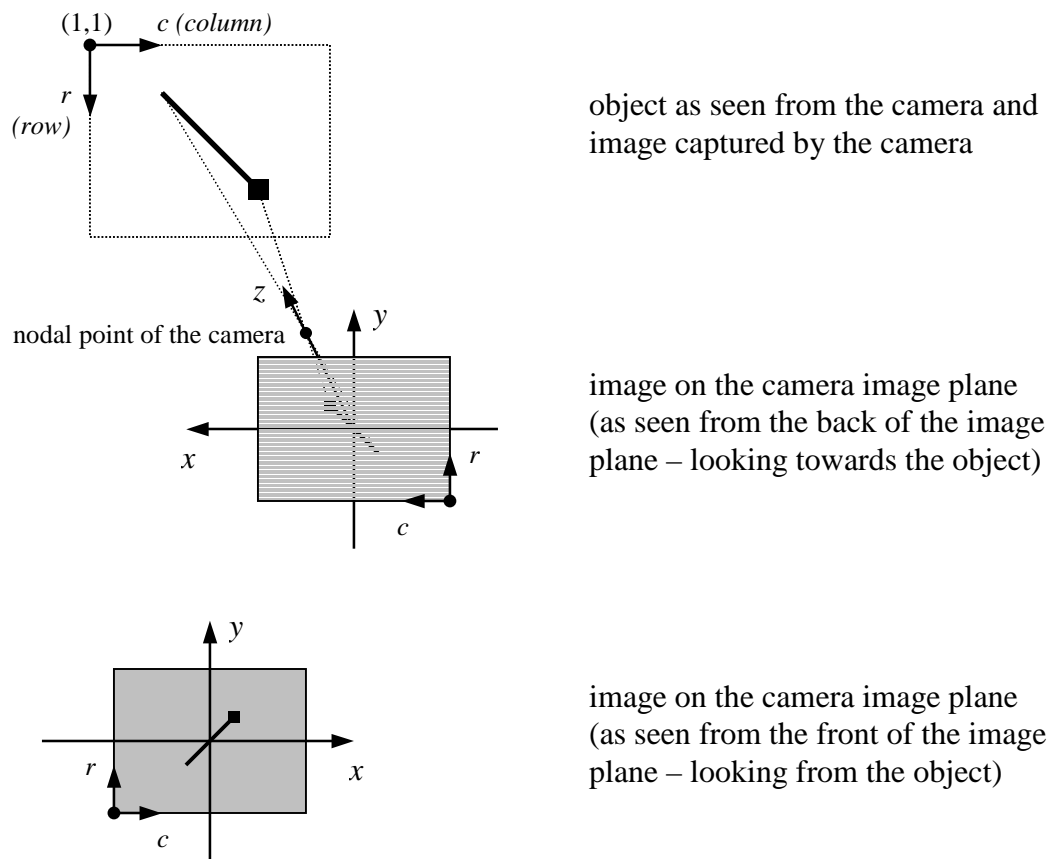 (1,1)
c (column)
r
(row)
object as seen from the camera and
image captured by the camera
z
y
nodal point of the camera
image on the camera image plane
(as seen from the back of the image
plane – looking towards the object)
x
r
c
y
image on the camera image plane
(as seen from the front of the image
plane – looking from the object)
r
x
c